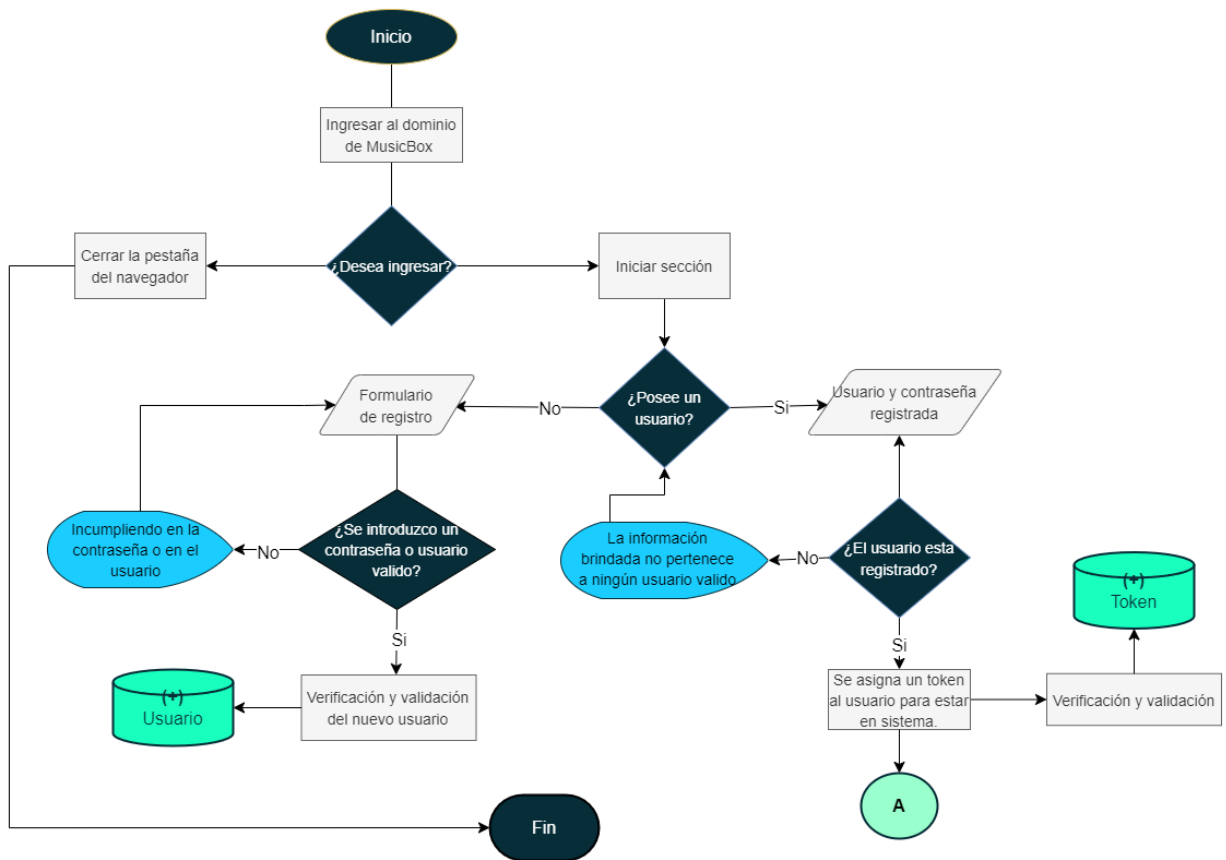 Inicio
Ingresar al dominio
de MusicBox
¿Desea ingresar?
Cerrar la pestaña
del navegador
Iniciar sección
¿Posee un
usuario?
No
Si
Formulario
de registro
Usuario y contraseña
registrada
¿Se introduzco un
contraseña o usuario
valido?
No
Incumpliendo en la
contraseña o en el
usuario
Si
Verificación y validación
del nuevo usuario
(+)
Usuario
¿El usuario esta
registrado?
No
La información
brindada no pertenece
a ningún usuario valido
Si
Se asigna un token
al usuario para estar
en sistema.
Verificación y validación
(+)
Token
A
Fin